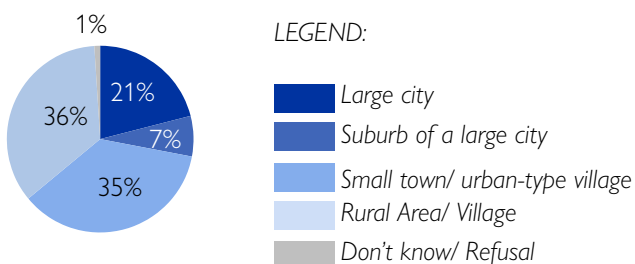 1%
21%
7%
36%
35%
LEGEND:
Large city
Suburb of a large city
Small town/ urban-type village
Rural Area/ Village
Don't know/ Refusal